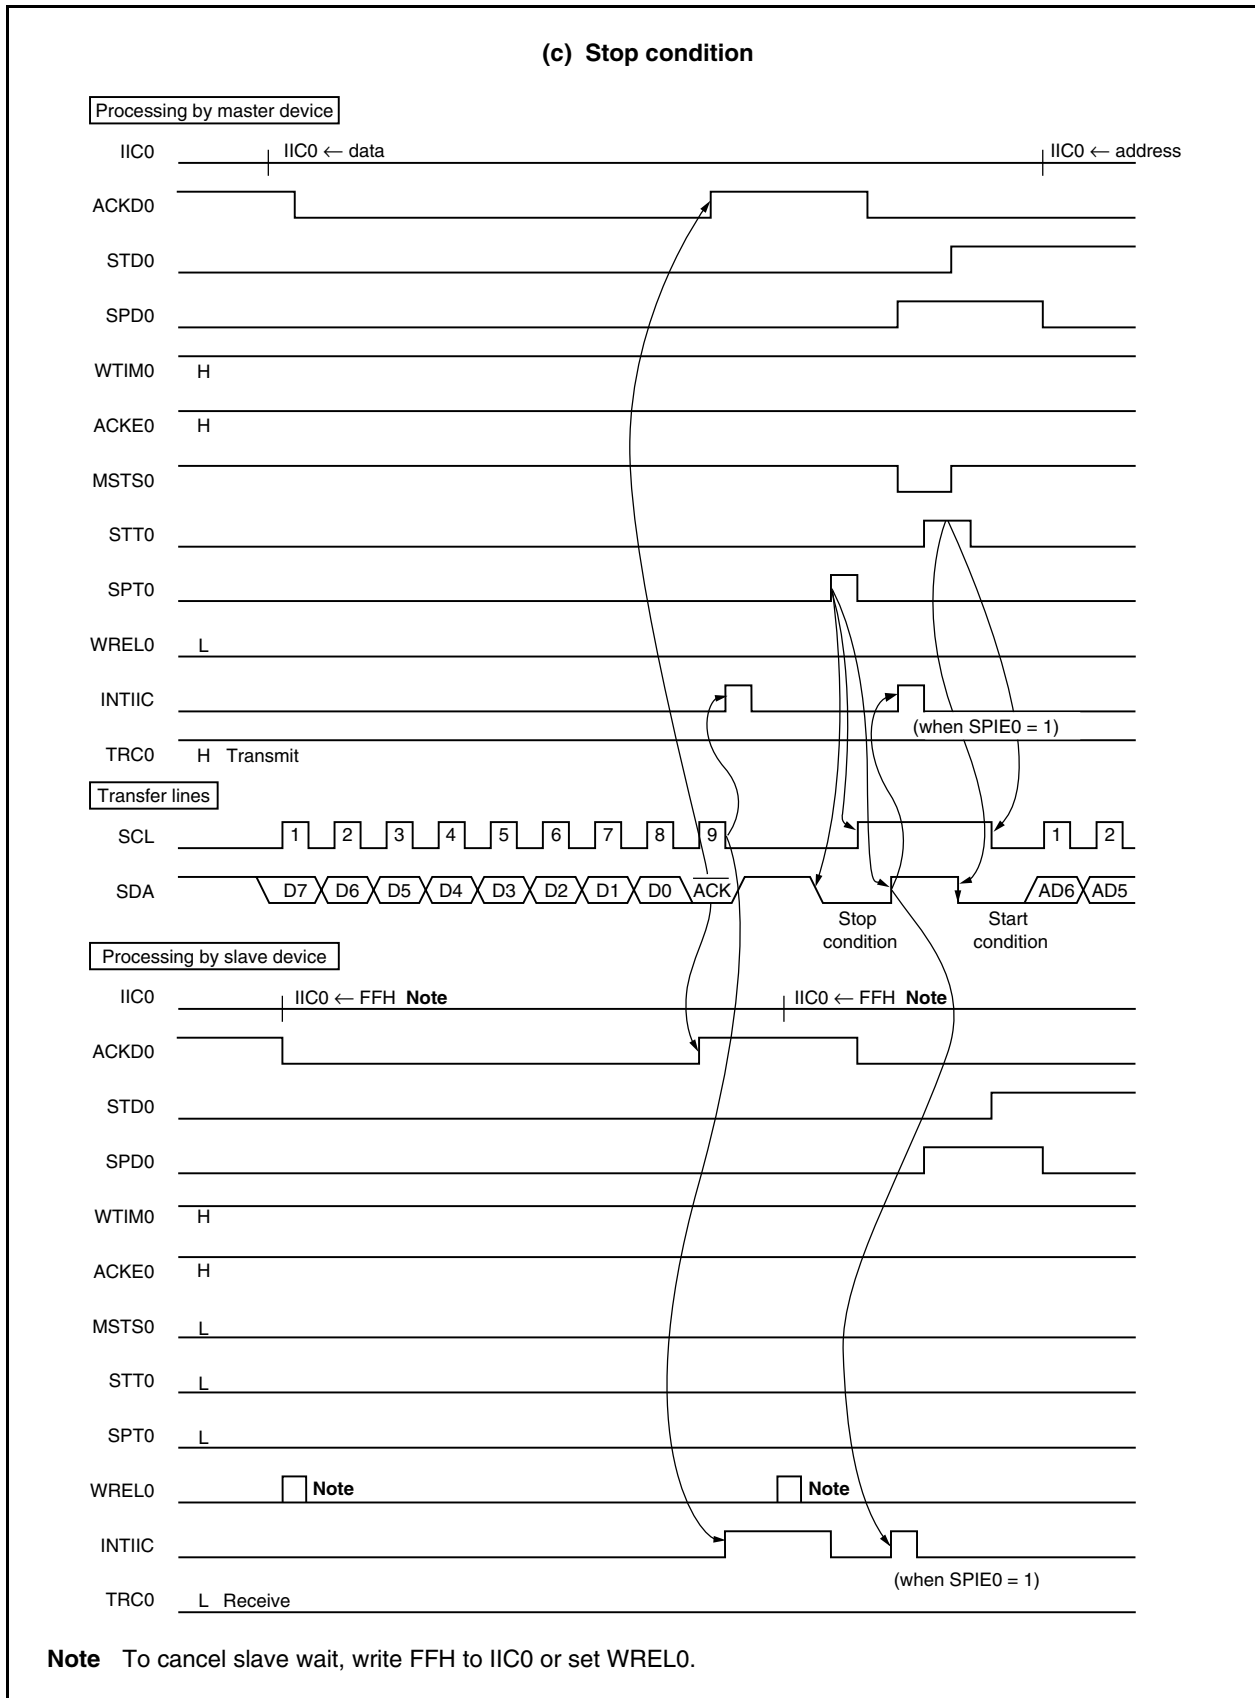 (c) Stop condition
Processing by master device
IIC0 IIC0 ← data IIC0 ← address
ACKD0
STD0
SPD0
WTIM0 H
ACKE0 H
MSTS0
STT0
SPT0
WREL0 L
INTIIC
(when SPIE0 = 1)
TRC0 H Transmit
Transfer lines
SCL 1 2 3 4 5 6 7 8 9 1 2
SDA D7 D6 D5 D4 D3 D2 D1 D0 ACK AD6 AD5
Stop Start
condition condition
Processing by slave device
IIC0 IIC0 ← FFH Note IIC0 ← FFH Note
ACKD0
STD0
SPD0
WTIM0 H
ACKE0 H
MSTS0 L
STT0 L
SPT0 L
WREL0 Note Note
INTIIC
(when SPIE0 = 1)
TRC0 L Receive
Note To cancel slave wait, write FFH to IIC0 or set WREL0.